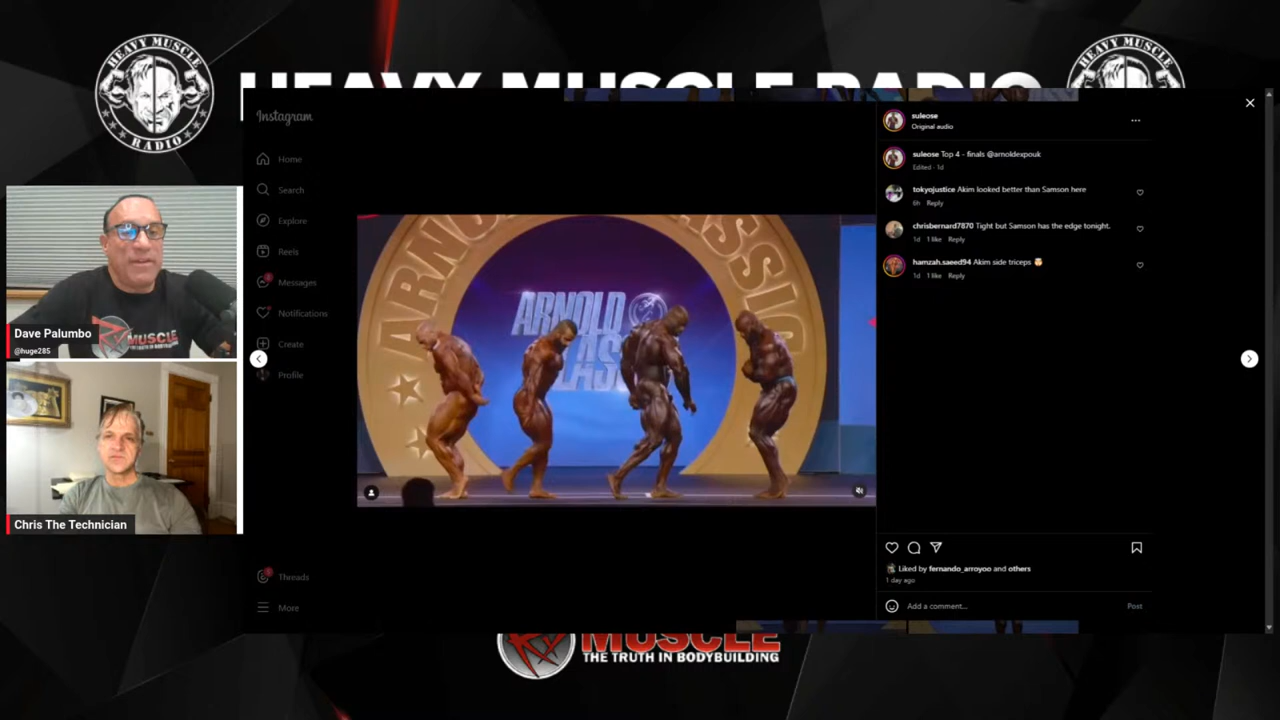 HEAVY MUSCLE
RADIO
HEAVY MUSCLE RADIO
HEAVY MUSCLE
Instagram
Home
Search
Explore
Reels
Messages
Notifications
Create
Profile
Threads
More
Dave Palumbo
@huge285
MUSCLE
Chris The Technician
ARNOLD CLASSIC
ARNOLD
CLASS
suleose
Original audio
suleose Top 4 - finals @arnoldexpouk
Edited · 1d
tokyojustice Akim looked better than Samson here
6h Reply
chrisbernard7870 Tight but Samson has the edge tonight.
1d 1 like Reply
hamzah.saeed94 Akim side triceps 🤯
1d 1 like Reply
Liked by fernando_arroyoo and others
1 day ago
Add a comment...
Post
MUSCLE
THE TRUTH IN BODYBUILDING